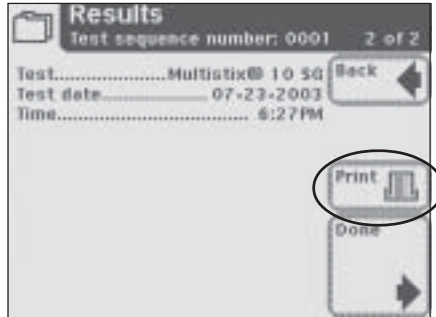 Results
Test sequence number: 0001 2 of 2
Test.....................Multistix® 10 SG
Test date................... 07-23-2003
Time................................... 6:27PM
Back
Print
Done